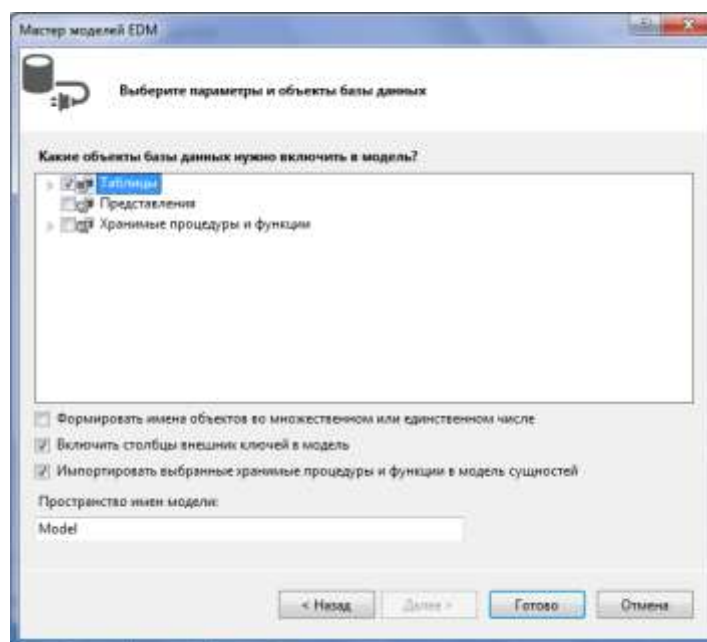 Мастер моделей EDM
Выберите параметры и объекты базы данных
Какие объекты базы данных нужно включить в модель?
Таблицы
Представления
Хранимые процедуры и функции
Формировать имена объектов во множественном или единственном числе
Включить столбцы внешних ключей в модель
Импортировать выбранные хранимые процедуры и функции в модель сущностей
Пространство имен модели:
Model
< Назад
Далее >
Готово
Отмена